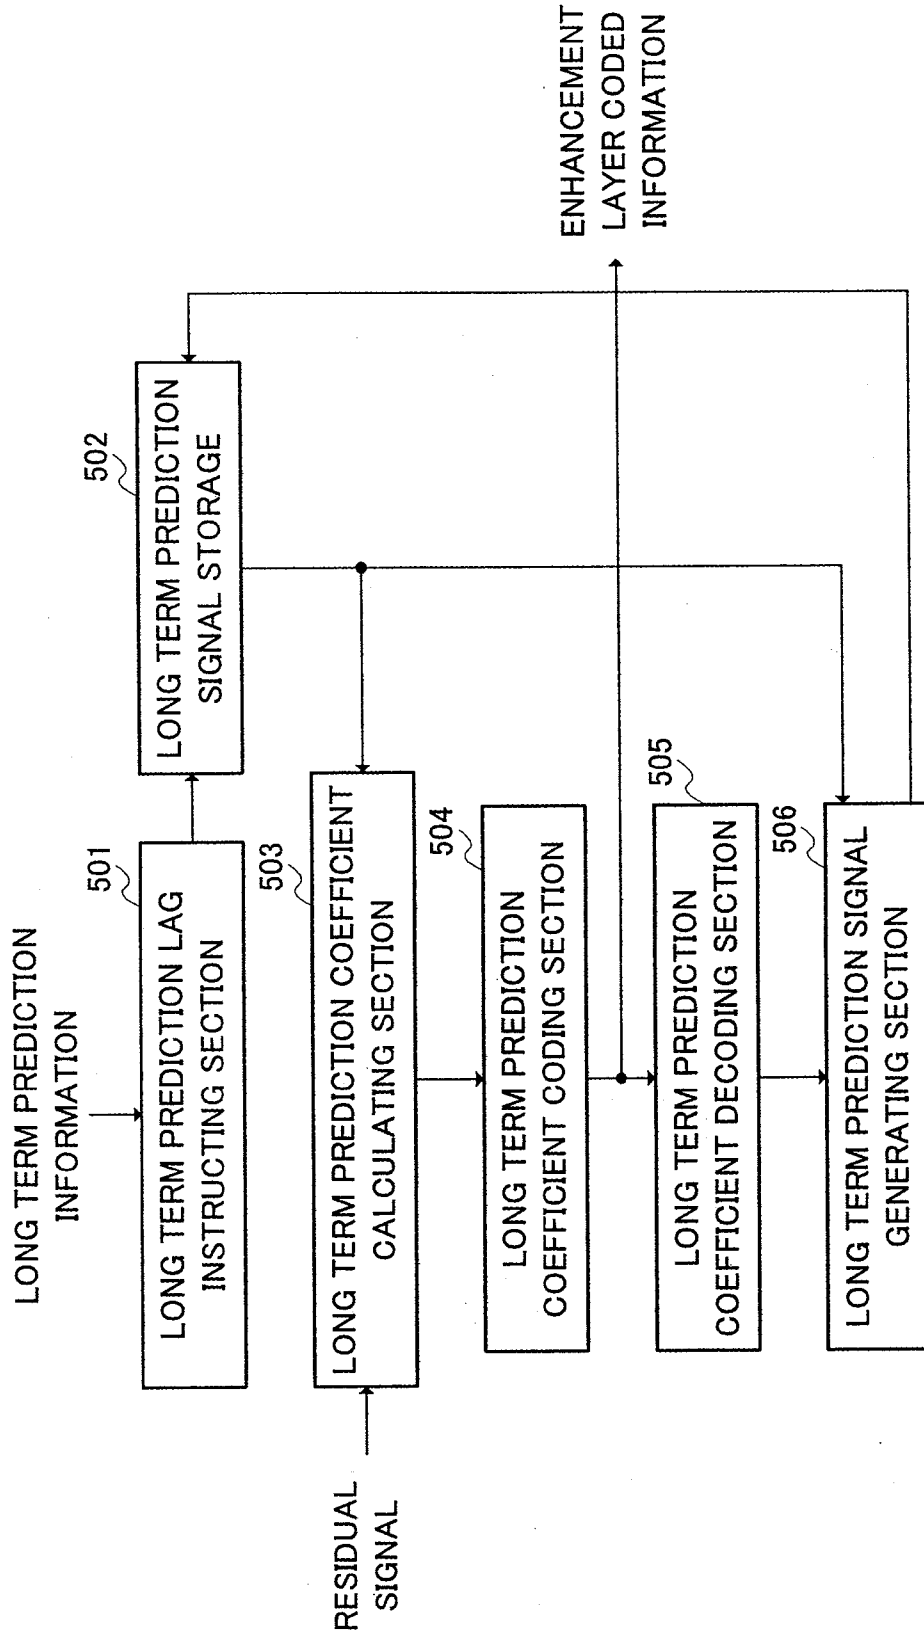 LONG TERM PREDICTION
INFORMATION
501
LONG TERM PREDICTION LAG
INSTRUCTING SECTION
502
LONG TERM PREDICTION
SIGNAL STORAGE
RESIDUAL
SIGNAL
503
LONG TERM PREDICTION COEFFICIENT
CALCULATING SECTION
504
LONG TERM PREDICTION
COEFFICIENT CODING SECTION
ENHANCEMENT
LAYER CODED
INFORMATION
505
LONG TERM PREDICTION
COEFFICIENT DECODING SECTION
506
LONG TERM PREDICTION SIGNAL
GENERATING SECTION